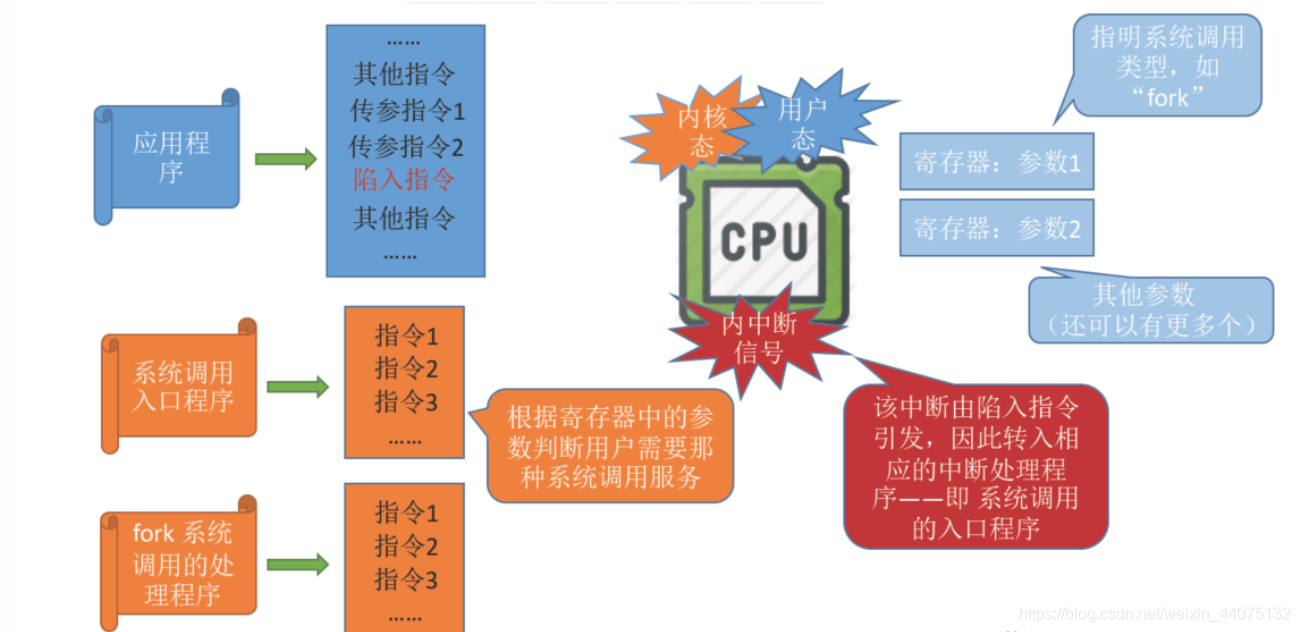 应用程
序
……
其他指令
传参指令1
传参指令2
陷入指令
其他指令
……
内核
态
用户
态
CPU
内中断
信号
指明系统调用
类型，如
“fork”
寄存器：参数1
寄存器：参数2
其他参数
（还可以有更多个）
该中断由陷入指令
引发，因此转入相
应的中断处理程
序——即 系统调用
的入口程序
系统调用
入口程序
指令1
指令2
指令3
……
根据寄存器中的参
数判断用户需要那
种系统调用服务
fork 系统
调用的处
理程序
指令1
指令2
指令3
……
https://blog.csdn.net/weixin_44075132